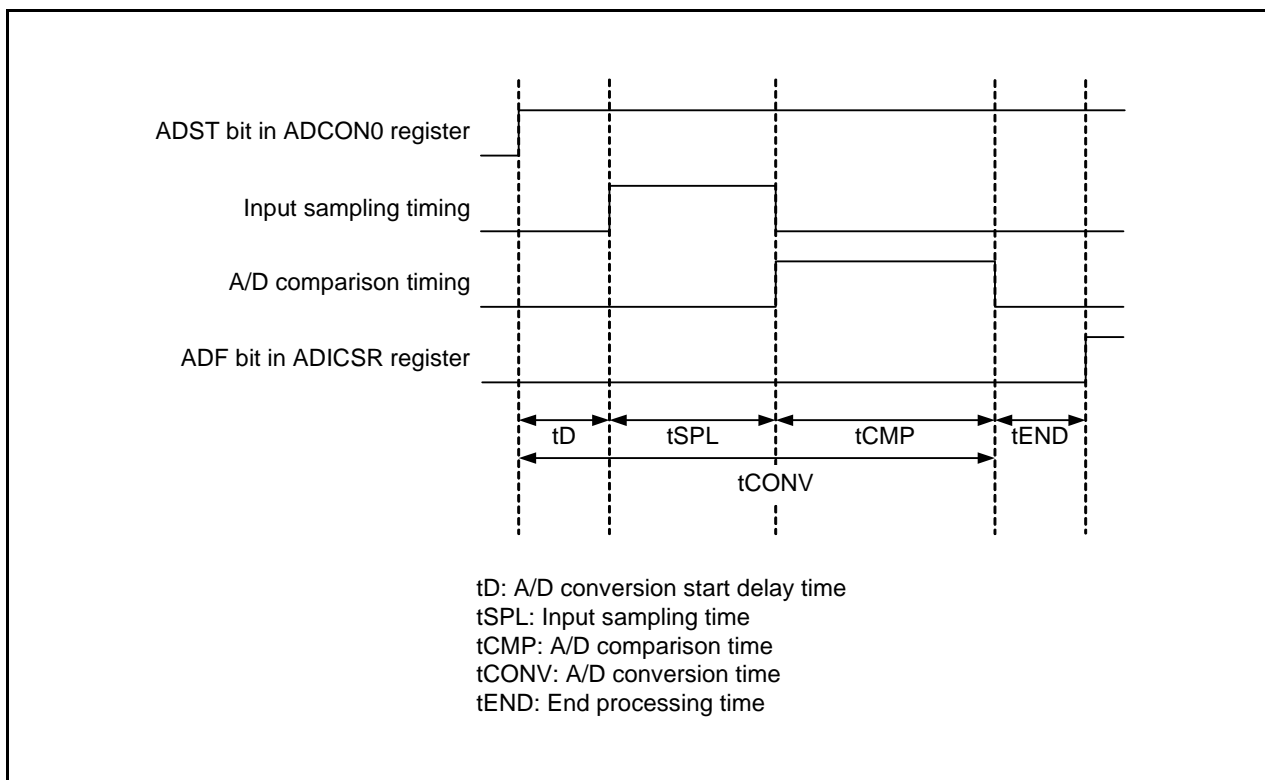 ADST bit in ADCON0 register
Input sampling timing
A/D comparison timing
ADF bit in ADICSR register
tD
tSPL
tCMP
tEND
tCONV
tD: A/D conversion start delay time
tSPL: Input sampling time
tCMP: A/D comparison time
tCONV: A/D conversion time
tEND: End processing time